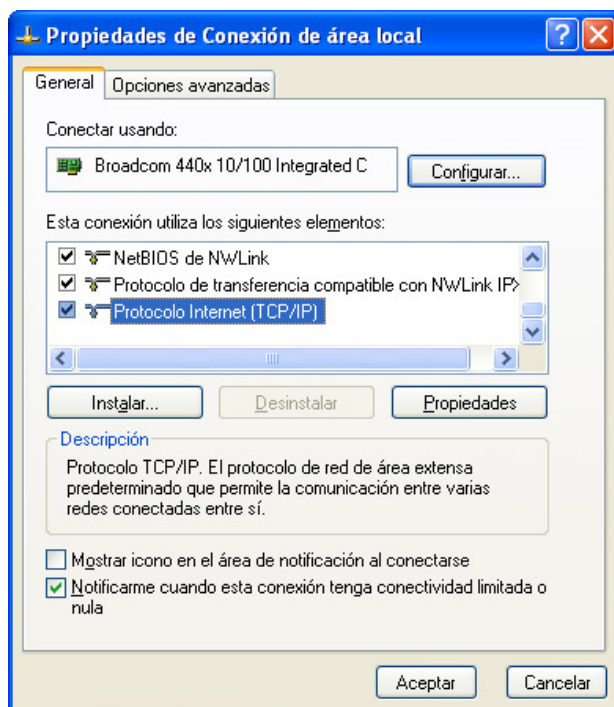 Propiedades de Conexión de área local
General
Opciones avanzadas
Conectar usando:
Broadcom 440x 10/100 Integrated C
Configurar...
Esta conexión utiliza los siguientes elementos:
NetBIOS de NWLink
Protocolo de transferencia compatible con NWLink IPX
Protocolo Internet (TCP/IP)
Instalar...
Desinstalar
Propiedades
Descripción
Protocolo TCP/IP. El protocolo de red de área extensa
predeterminado que permite la comunicación entre varias
redes conectadas entre sí.
Mostrar icono en el área de notificación al conectarse
Notificarme cuando esta conexión tenga conectividad limitada o
nula
Aceptar
Cancelar